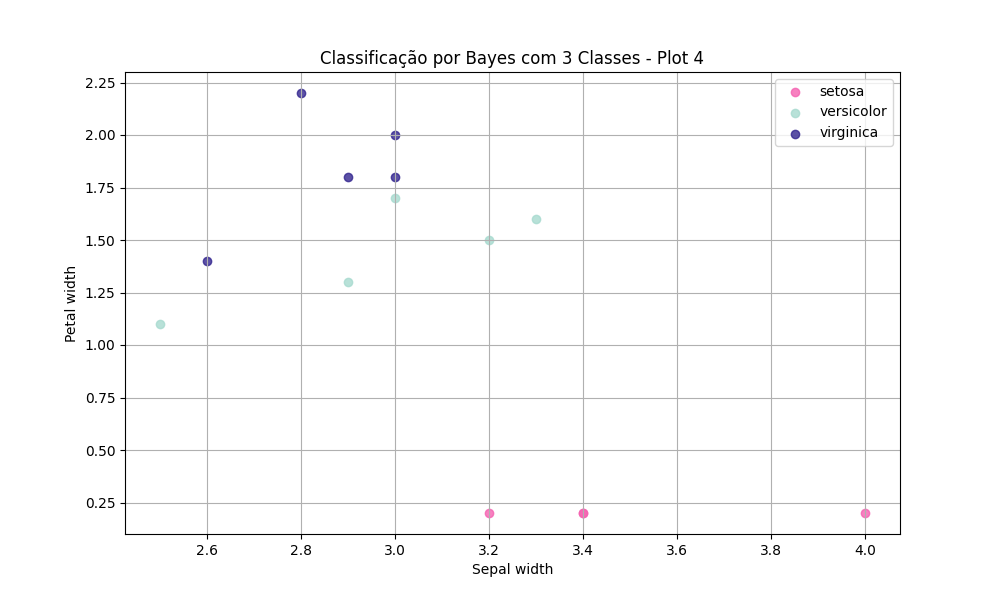 Classificação por Bayes com 3 Classes - Plot 4
setosa
versicolor
virginica
2.25
2.00
1.75
1.50
1.25
1.00
0.75
0.50
0.25
Petal width
2.6 2.8 3.0 3.2 3.4 3.6 3.8 4.0
Sepal width